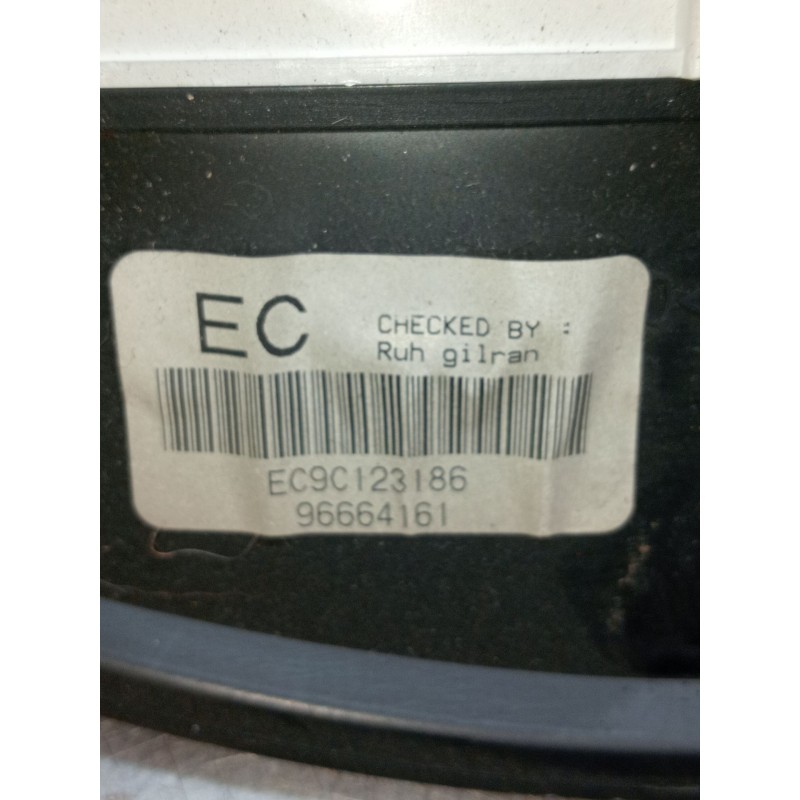 EC
CHECKED BY :
Ruh gilran
EC9C123186
96664161